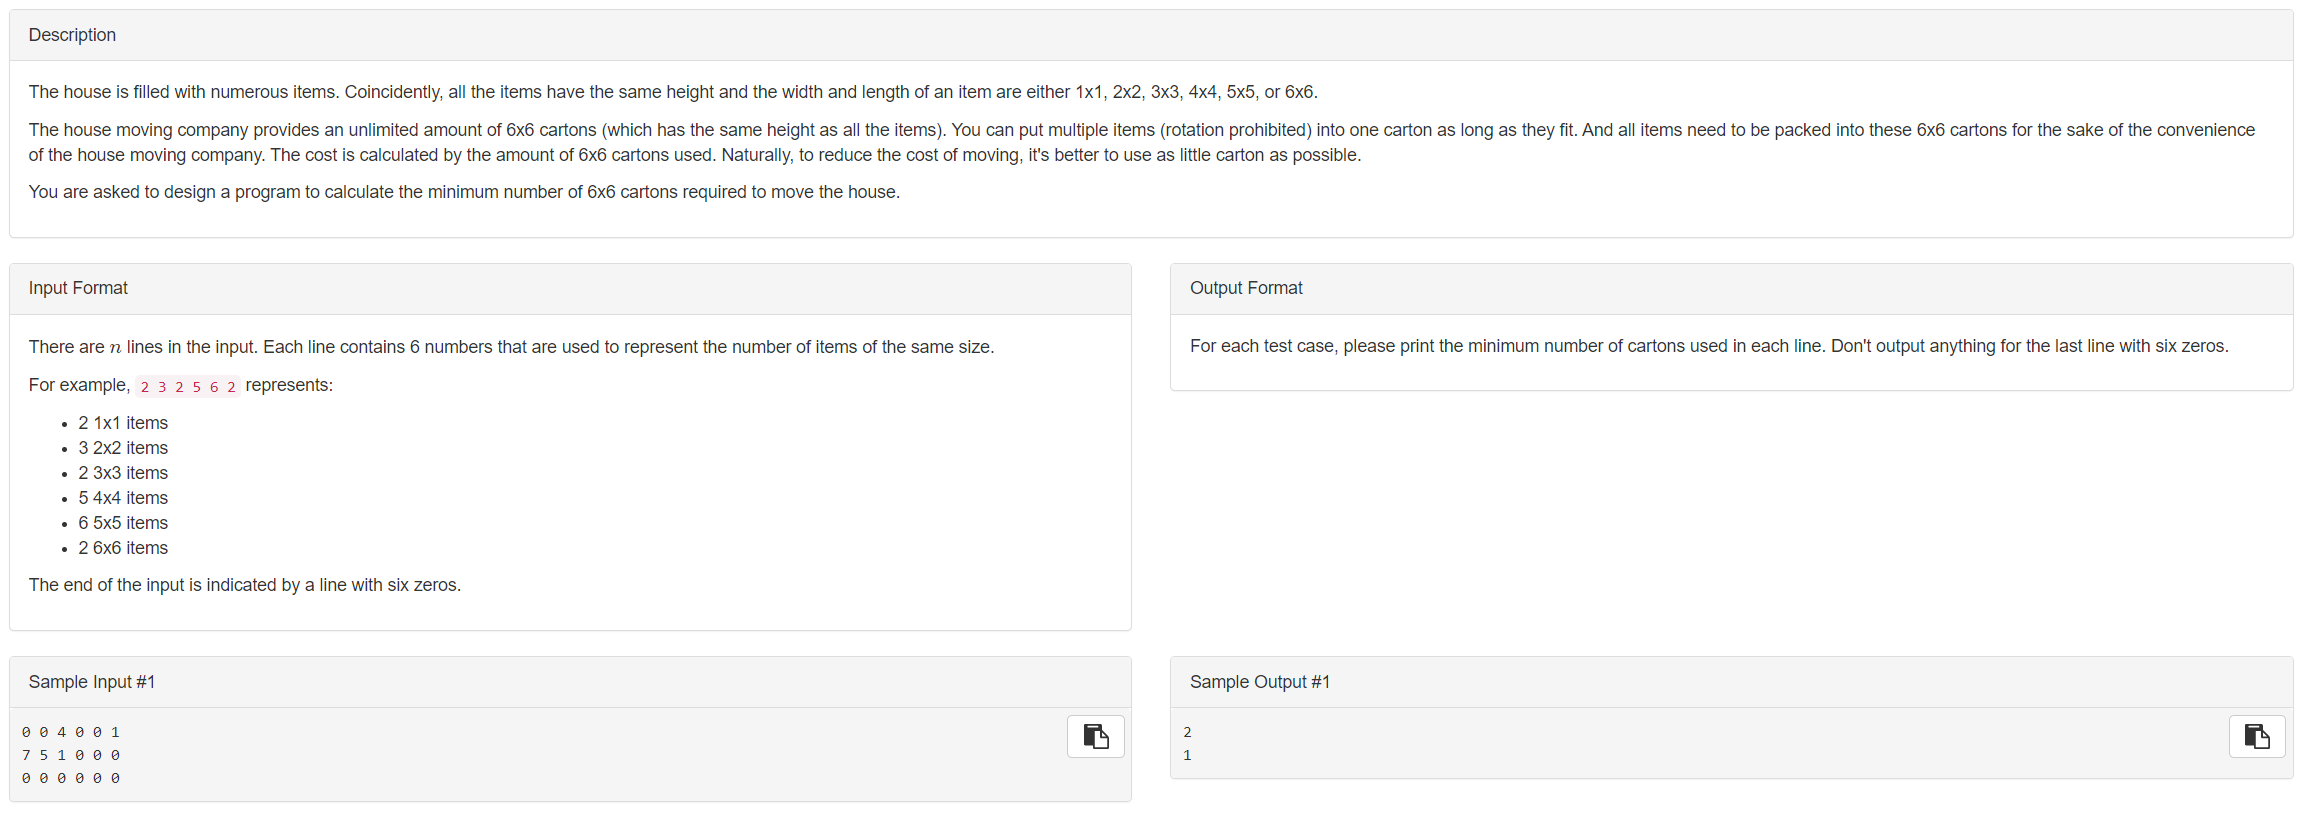 Description
The house is filled with numerous items. Coincidently, all the items have the same height and the width and length of an item are either 1x1, 2x2, 3x3, 4x4, 5x5, or 6x6.
The house moving company provides an unlimited amount of 6x6 cartons (which has the same height as all the items). You can put multiple items (rotation prohibited) into one carton as long as they fit. And all items need to be packed into these 6x6 cartons for the sake of the convenience
of the house moving company. The cost is calculated by the amount of 6x6 cartons used. Naturally, to reduce the cost of moving, it's better to use as little carton as possible.
You are asked to design a program to calculate the minimum number of 6x6 cartons required to move the house.
Input Format
There are n lines in the input. Each line contains 6 numbers that are used to represent the number of items of the same size.
For example, 2 3 2 5 6 2 represents:
• 2 1x1 items
• 3 2x2 items
• 2 3x3 items
• 5 4x4 items
• 6 5x5 items
• 2 6x6 items
The end of the input is indicated by a line with six zeros.
Output Format
For each test case, please print the minimum number of cartons used in each line. Don't output anything for the last line with six zeros.
Sample Input #1
0 0 4 0 0 1
7 5 1 0 0 0
0 0 0 0 0 0
Sample Output #1
2
1